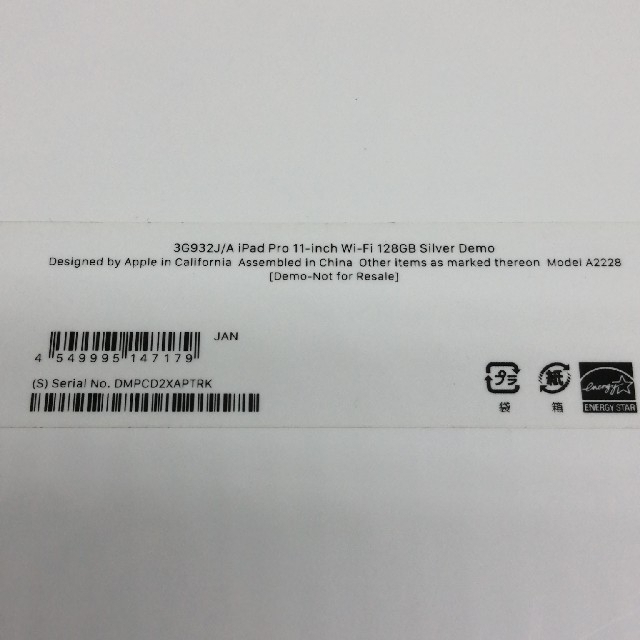 3G932J/A iPad Pro 11-inch Wi-Fi 128GB Silver Demo
Designed by Apple in California Assembled in China Other items as marked thereon Model A2228
[Demo-Not for Resale]
JAN
4 549995 147179
(S) Serial No. DMPCD2XAPTRK
プラ
紙
energy
袋
箱
ENERGY STAR